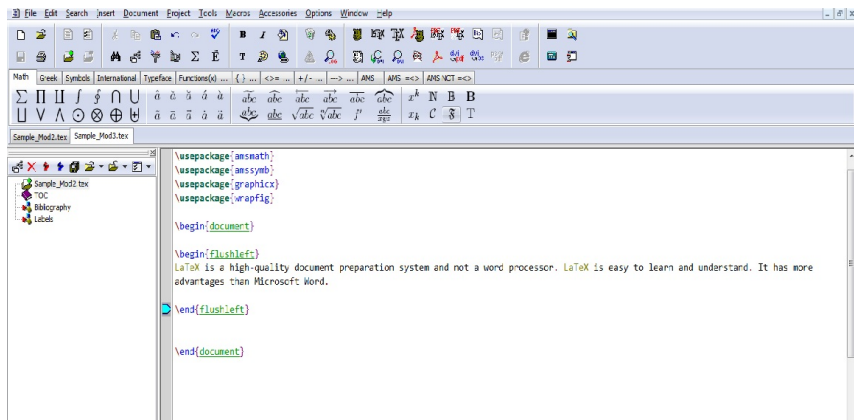 File Edit Search Insert Document Project Tools Macros Accessories Options Window Help
Math Greek Symbols International Typeface Functions(x) ... { } ... <>= ... +/- ... --> ... AMS AMS =<> AMS NOT =<>
Sample_Mod2.tex Sample_Mod3.tex
Sample_Mod2.tex
TOC
Bibliography
Labels
\usepackage{amsmath}
\usepackage{amssymb}
\usepackage{graphicx}
\usepackage{wrapfig}
\begin{document}
\begin{flushleft}
LaTeX is a high-quality document preparation system and not a word processor. LaTeX is easy to learn and understand. It has more
advantages than Microsoft Word.
\end{flushleft}
\end{document}